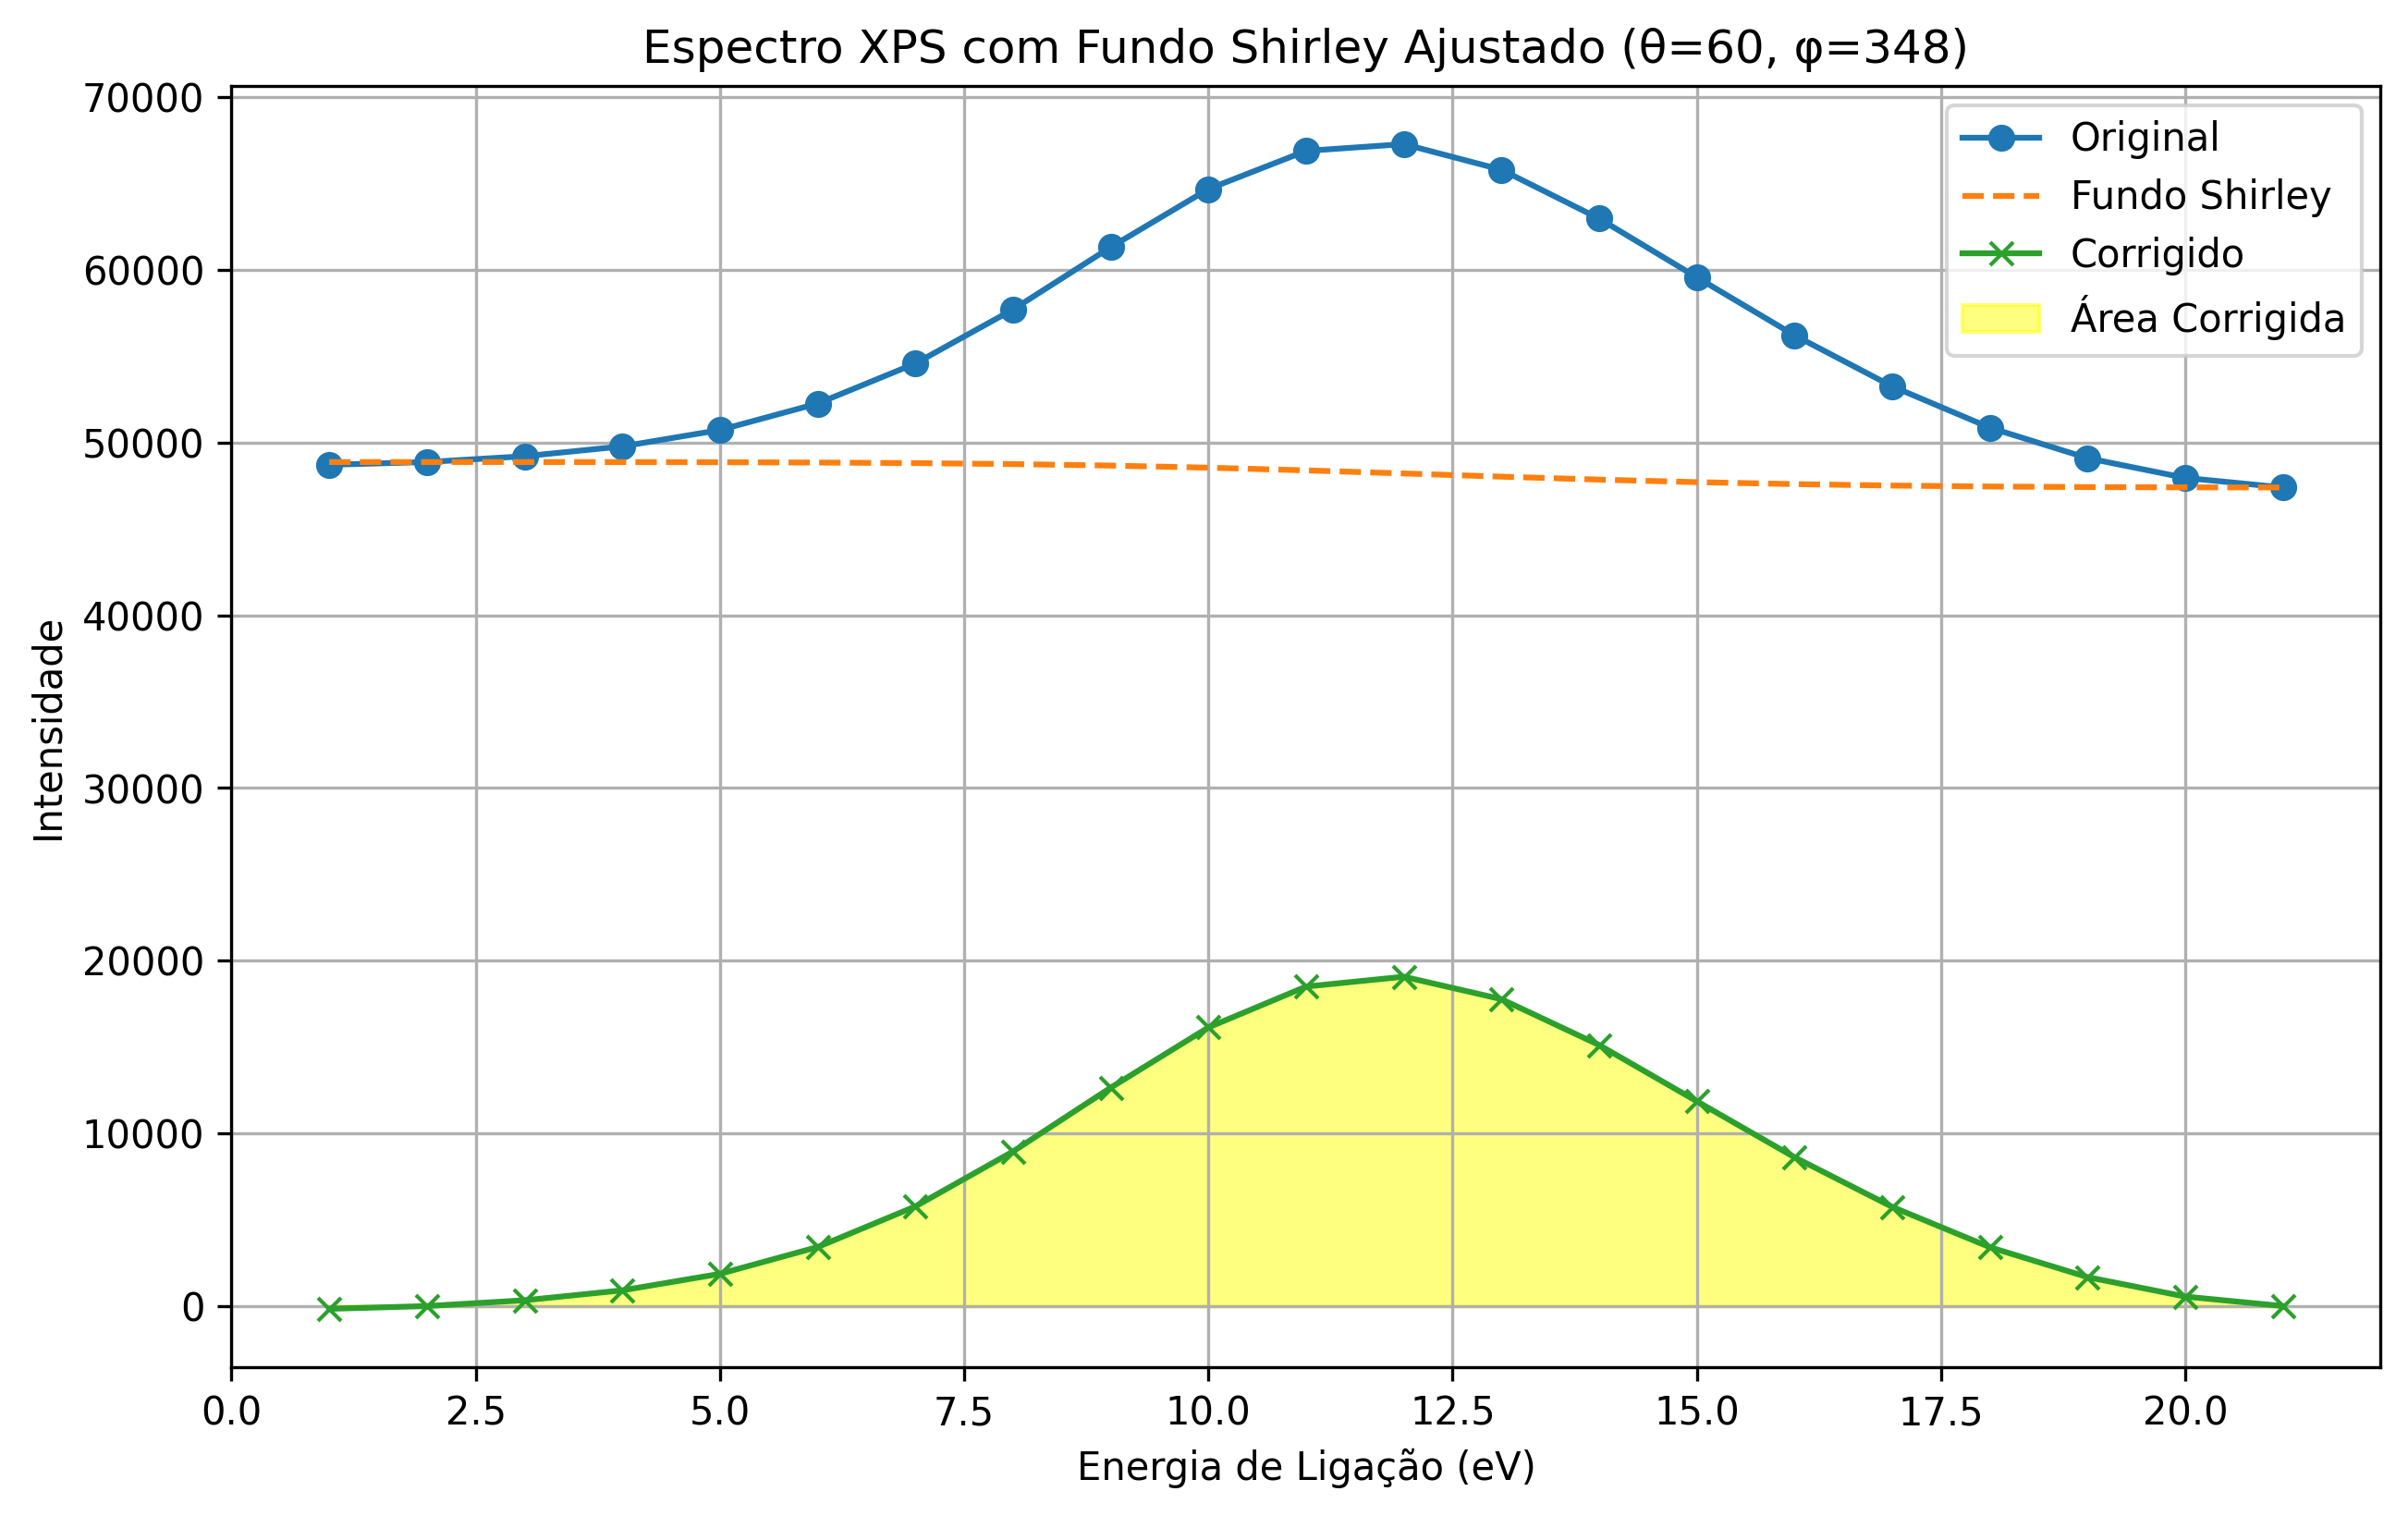 Espectro XPS com Fundo Shirley Ajustado (θ=60, φ=348)
70000
60000
50000
40000
30000
20000
10000
0
Intensidade
Original
Fundo Shirley
Corrigido
Área Corrigida
0.0 2.5 5.0 7.5 10.0 12.5 15.0 17.5 20.0
Energia de Ligação (eV)